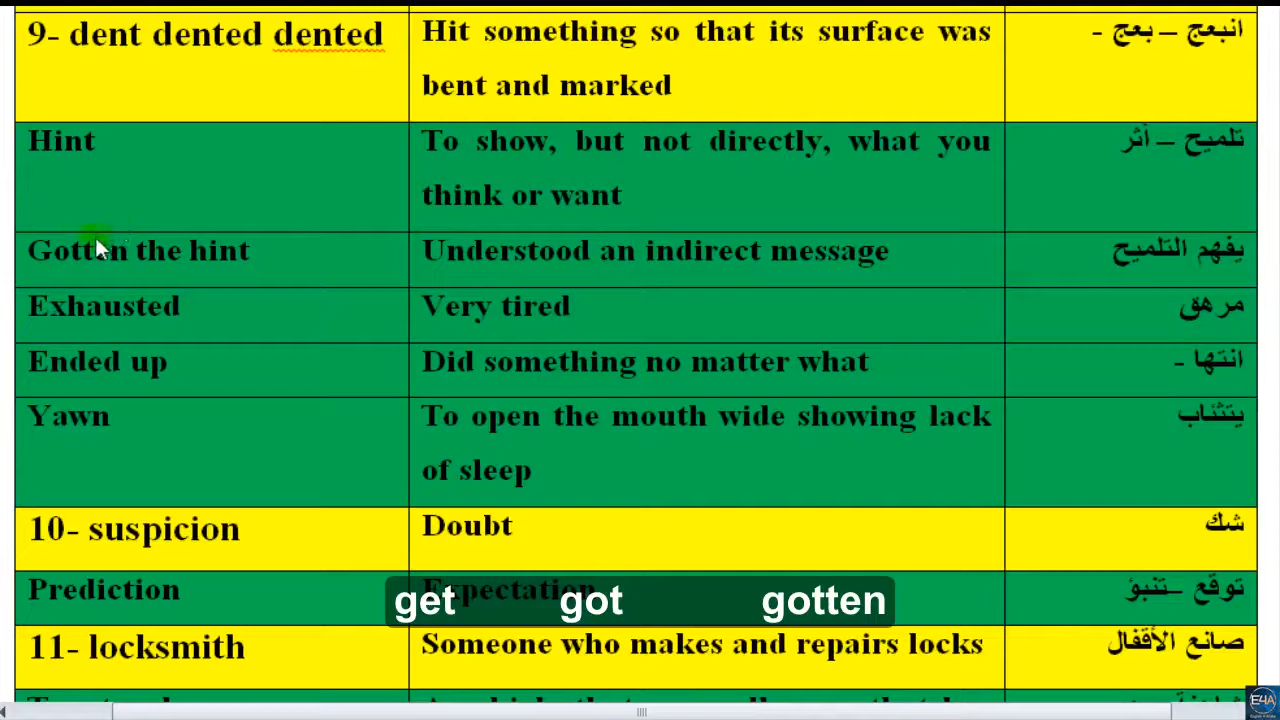 9- dent dented dented
Hit something so that its surface was
bent and marked
انبعج – بعج -
Hint
To show, but not directly, what you
think or want
تلميح – أثر
Gotten the hint
Understood an indirect message
يفهم التلميح
Exhausted
Very tired
مرهق
Ended up
Did something no matter what
انتها -
Yawn
To open the mouth wide showing lack
of sleep
يتثناب
10- suspicion
Doubt
شك
Prediction
Expectation
توقع –تنبؤ
get got gotten
11- locksmith
Someone who makes and repairs locks
صانع الأقفال
E4A